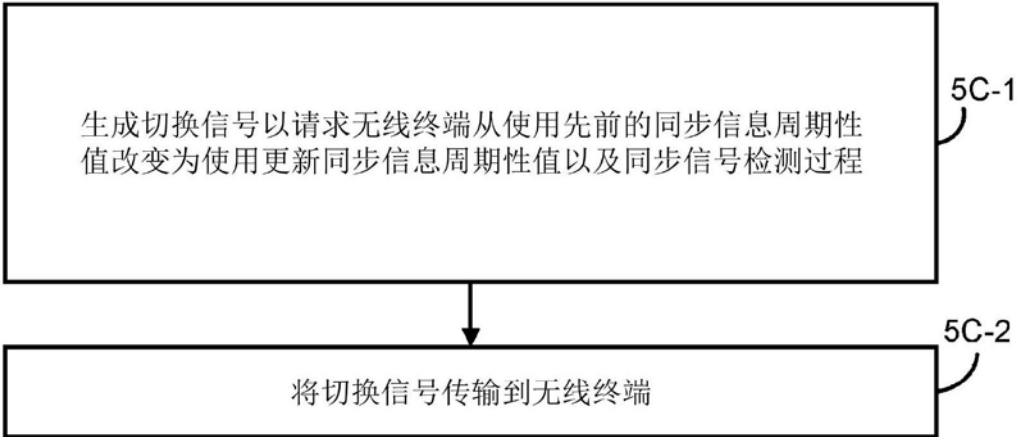 5C-1
生成切换信号以请求无线终端从使用先前的同步信息周期性
值改变为使用更新同步信息周期性值以及同步信号检测过程
5C-2
将切换信号传输到无线终端